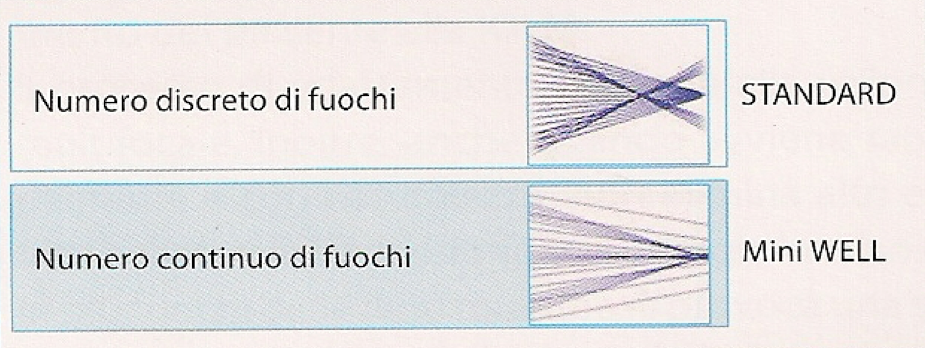 Numero discreto di fuochi
STANDARD
Numero continuo di fuochi
Mini WELL